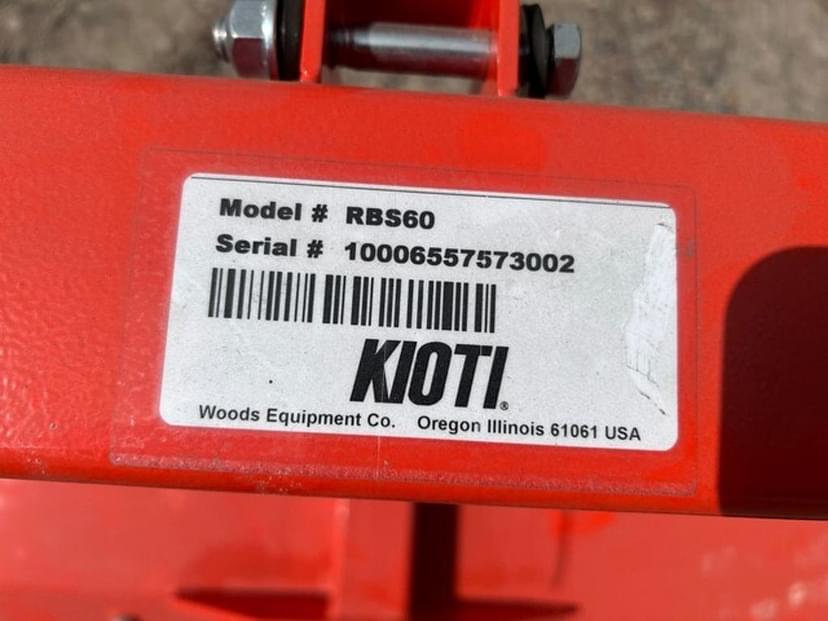 Model # RBS60
Serial # 10006557573002
KIOTI®
Woods Equipment Co. Oregon Illinois 61061 USA